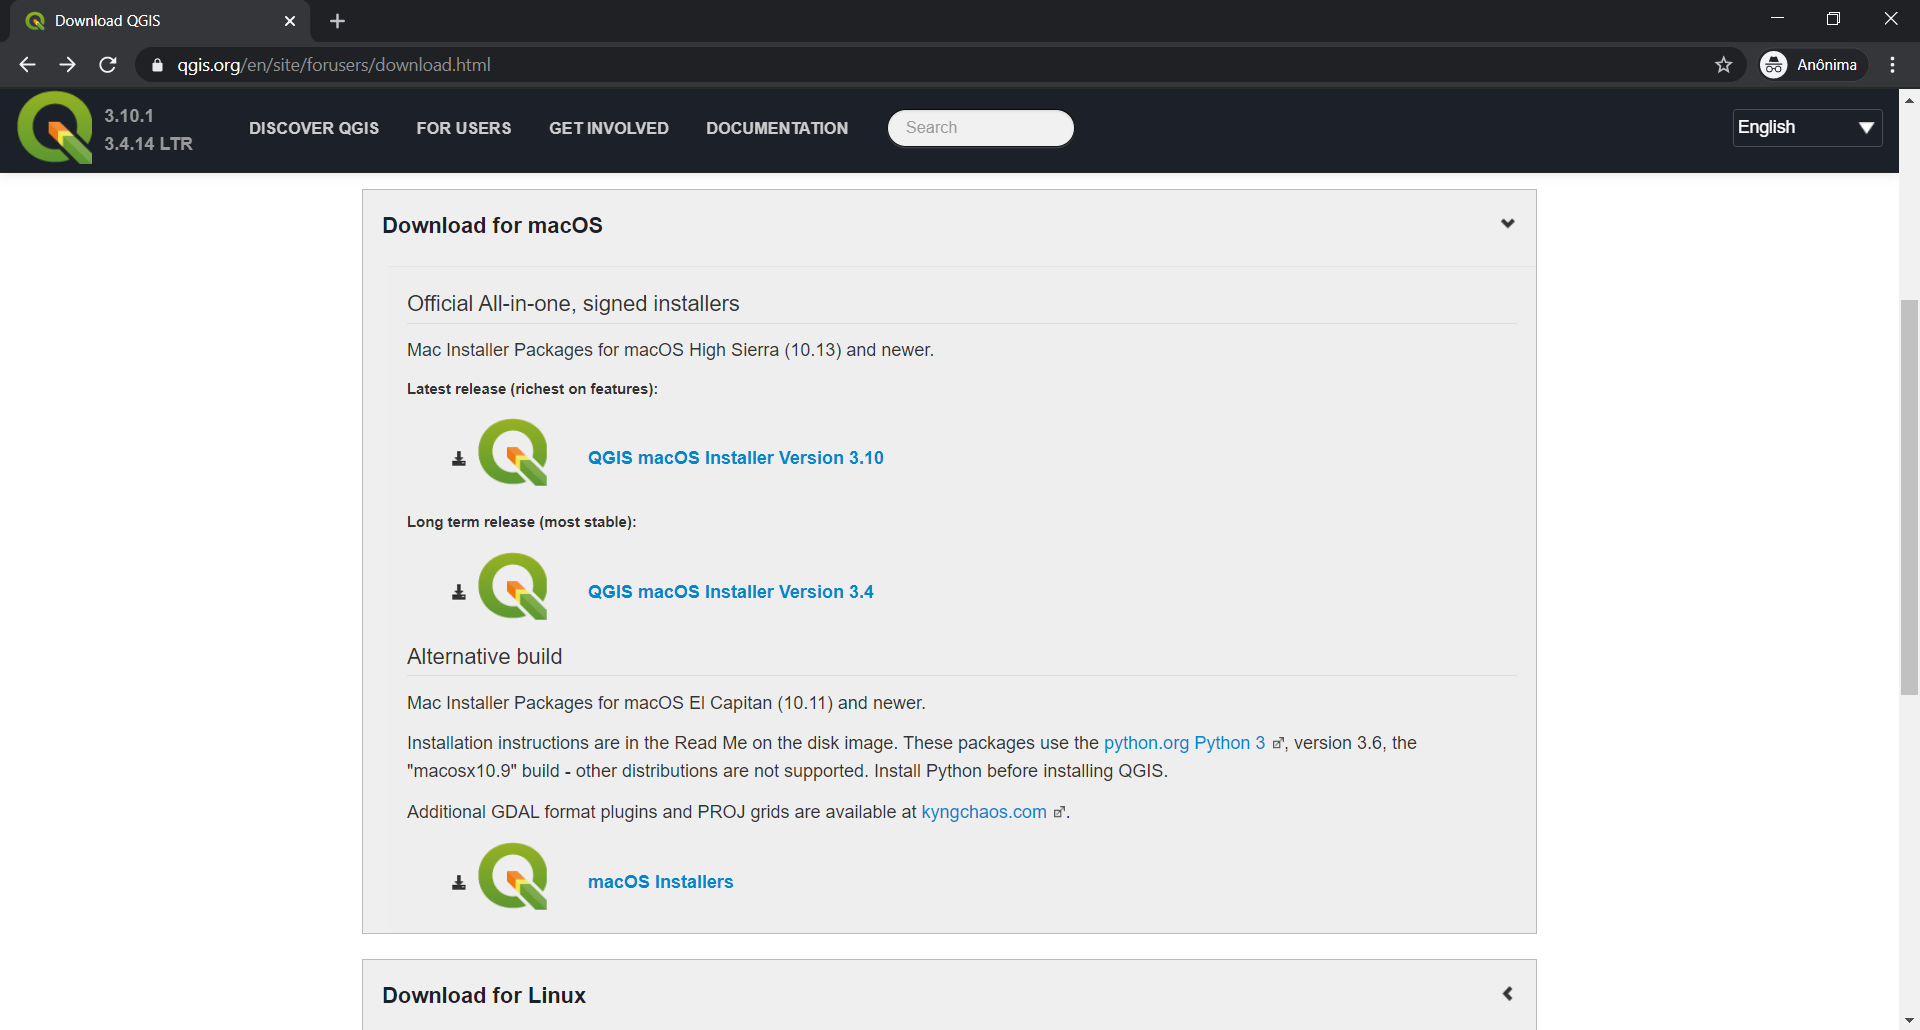 Download QGIS
qgis.org/en/site/forusers/download.html
Anônima
3.10.1
3.4.14 LTR
DISCOVER QGIS
FOR USERS
GET INVOLVED
DOCUMENTATION
Search
English
Download for macOS
Official All-in-one, signed installers
Mac Installer Packages for macOS High Sierra (10.13) and newer.
Latest release (richest on features):
QGIS macOS Installer Version 3.10
Long term release (most stable):
QGIS macOS Installer Version 3.4
Alternative build
Mac Installer Packages for macOS El Capitan (10.11) and newer.
Installation instructions are in the Read Me on the disk image. These packages use the python.org Python 3 , version 3.6, the
"macosx10.9" build - other distributions are not supported. Install Python before installing QGIS.
Additional GDAL format plugins and PROJ grids are available at kyngchaos.com .
macOS Installers
Download for Linux